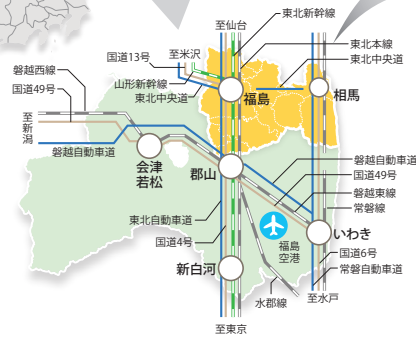 至仙台
東北新幹線
国道13号
至米沢
東北本線
東北中央道
磐越西線
山形新幹線
国道49号
東北中央道
福島
相馬
至新潟
磐越自動車道
会津
若松
郡山
磐越自動車道
国道49号
磐越東線
常磐線
東北自動車道
福島
空港
いわき
国道4号
国道6号
新白河
常磐自動車道
水郡線
至水戸
至東京